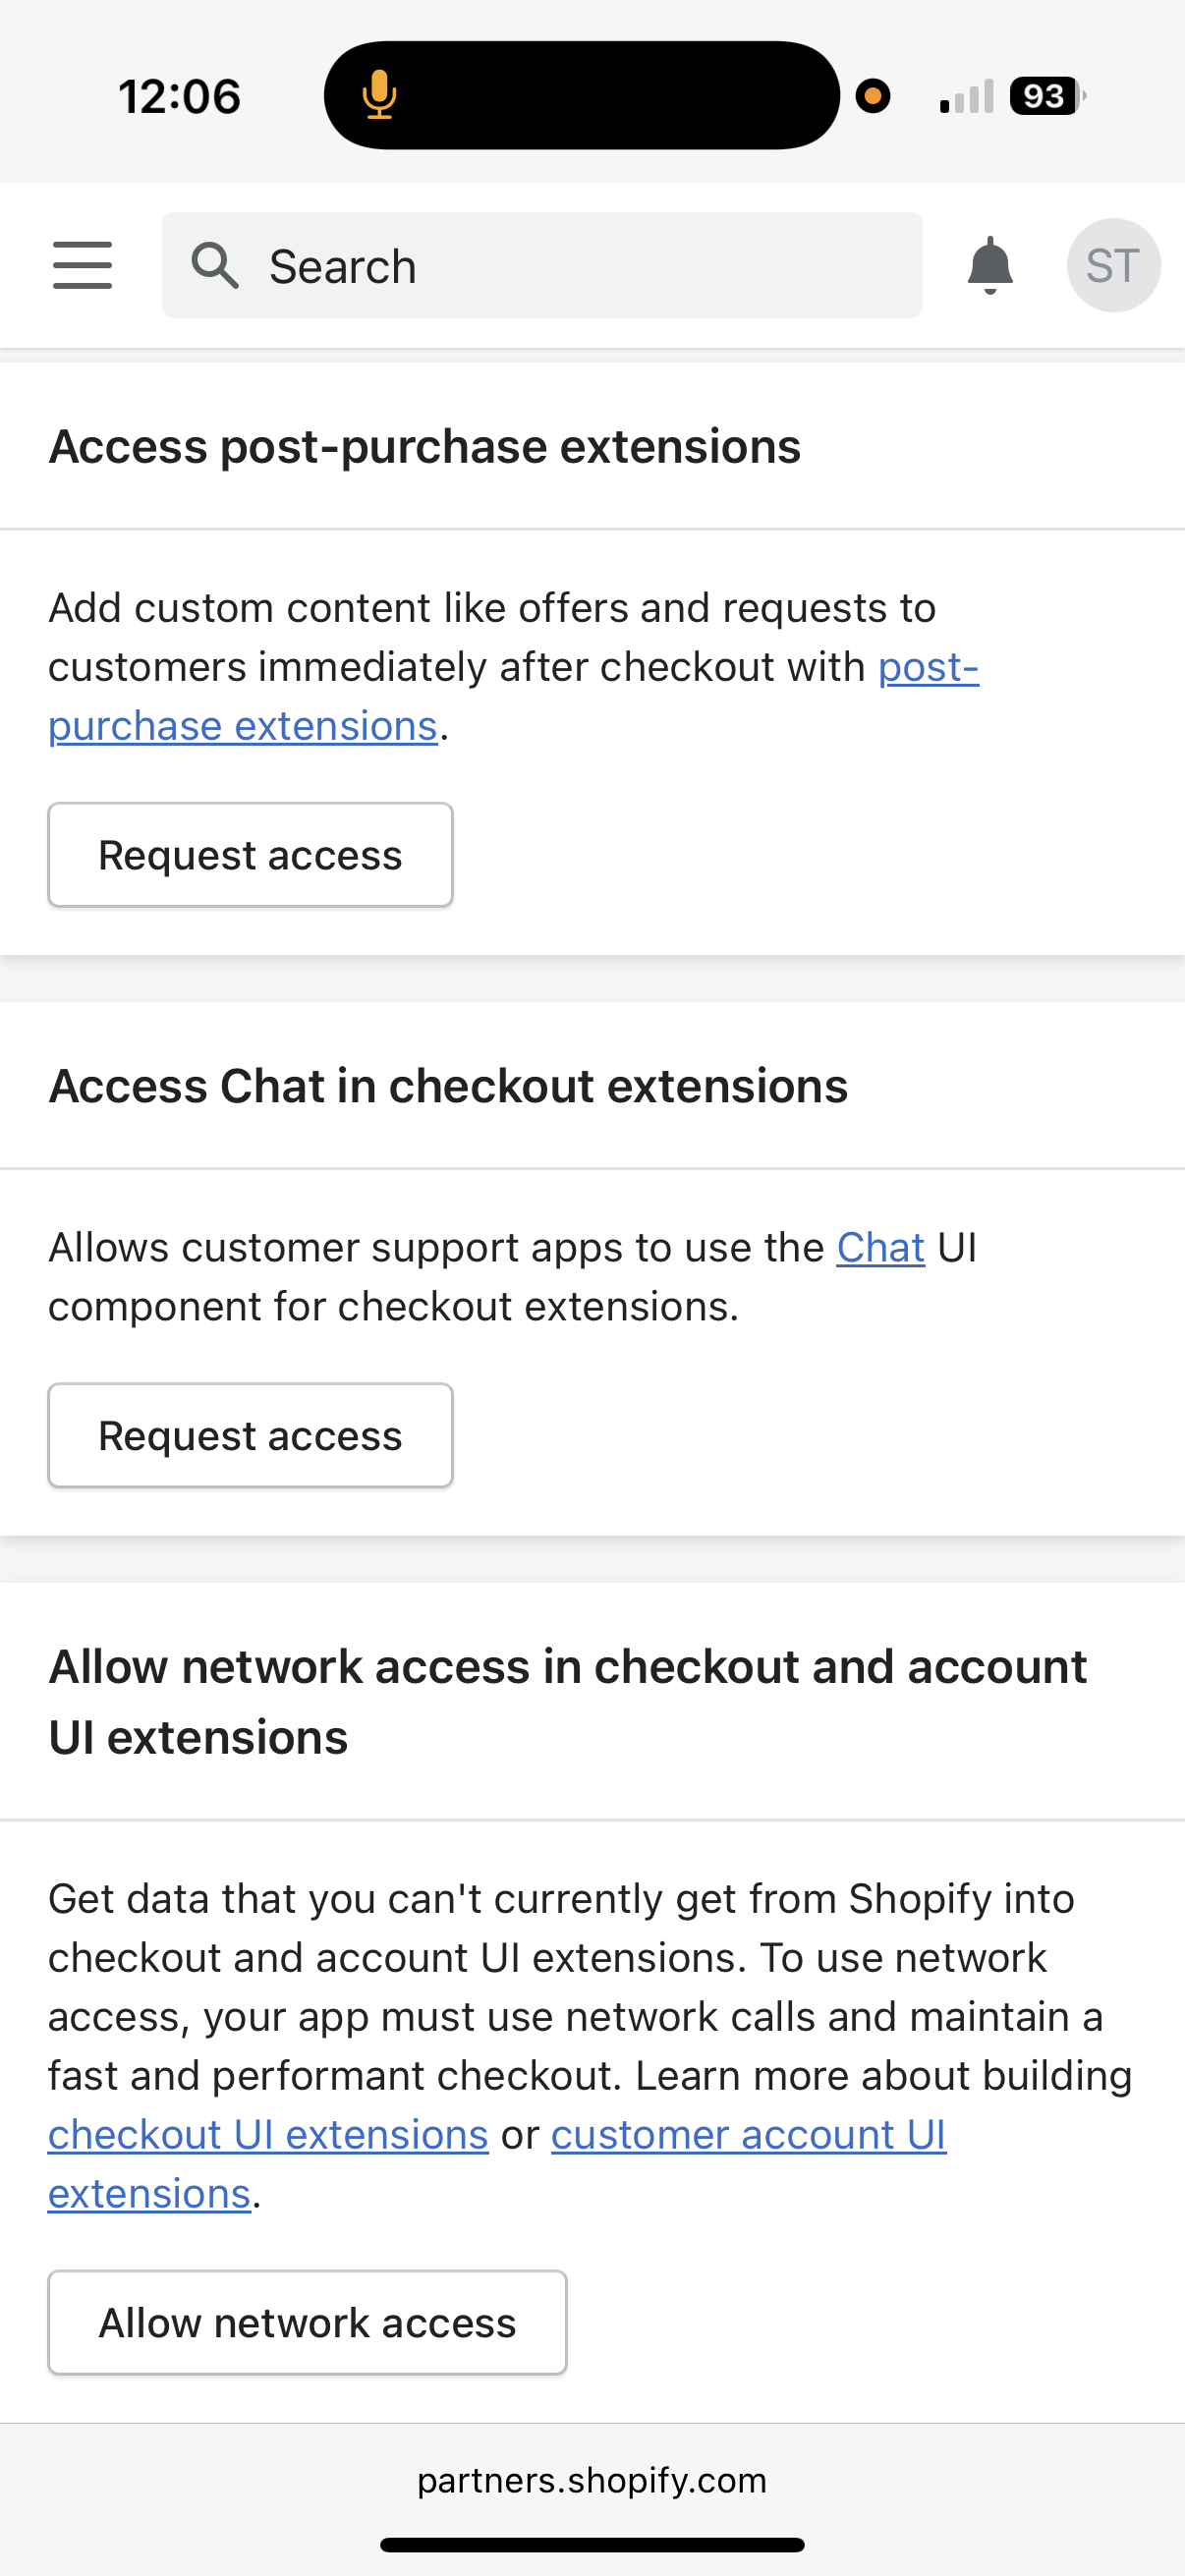 12:06
93
Search
ST
Access post-purchase extensions
Add custom content like offers and requests to
customers immediately after checkout with post-
purchase extensions.
Request access
Access Chat in checkout extensions
Allows customer support apps to use the Chat UI
component for checkout extensions.
Request access
Allow network access in checkout and account
UI extensions
Get data that you can't currently get from Shopify into
checkout and account UI extensions. To use network
access, your app must use network calls and maintain a
fast and performant checkout. Learn more about building
checkout UI extensions or customer account UI
extensions.
Allow network access
partners.shopify.com